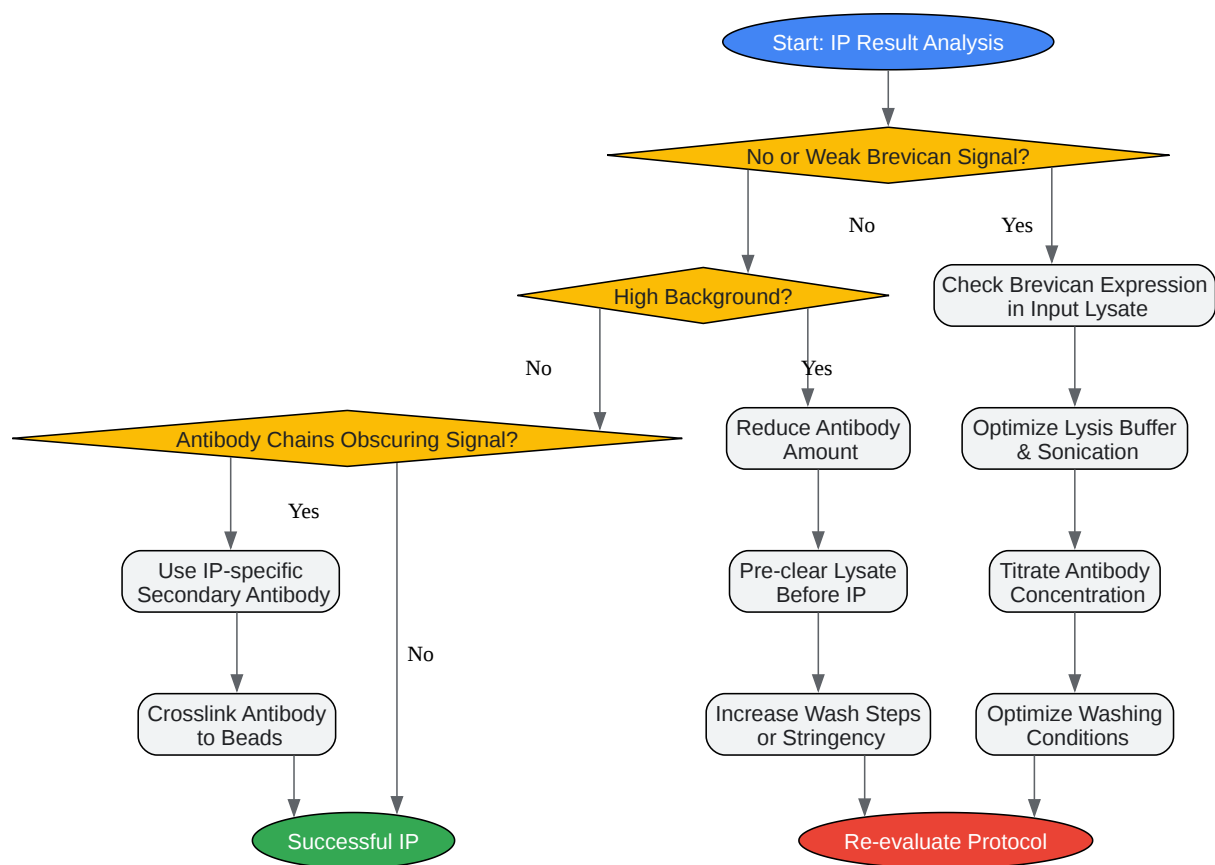 Start: IP Result Analysis
No or Weak Brevican Signal?
No
Yes
High Background?
Check Brevican Expression
in Input Lysate
No
Yes
Antibody Chains Obscuring Signal?
Reduce Antibody
Amount
Optimize Lysis Buffer
& Sonication
Yes
Use IP-specific
Secondary Antibody
Pre-clear Lysate
Before IP
Titrate Antibody
Concentration
No
Crosslink Antibody
to Beads
Increase Wash Steps
or Stringency
Optimize Washing
Conditions
Successful IP
Re-evaluate Protocol